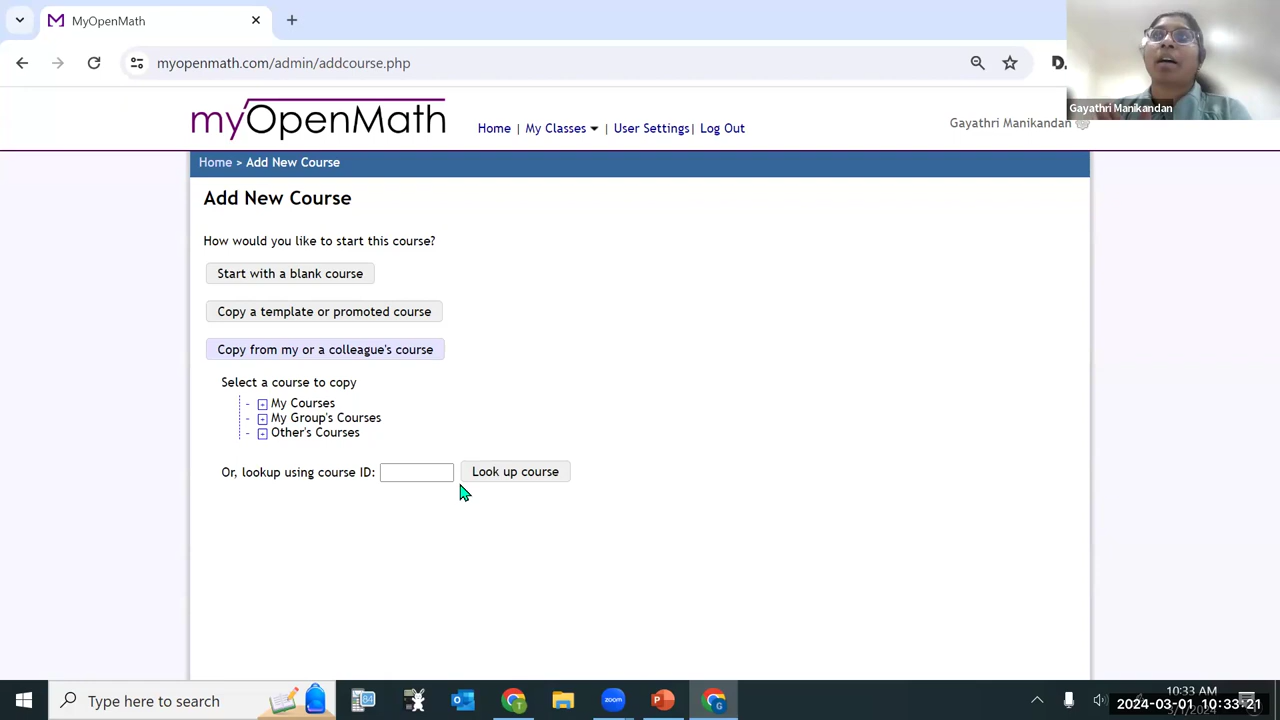 MyOpenMath
myopenmath.com/admin/addcourse.php
D.
Gayathri Manikandan
myOpenMath
Home | My Classes | User Settings | Log Out
Gayathri Manikandan
Home > Add New Course
Add New Course
How would you like to start this course?
Start with a blank course
Copy a template or promoted course
Copy from my or a colleague's course
Select a course to copy
My Courses
My Group's Courses
Other's Courses
Or, lookup using course ID:
Look up course
Type here to search
zoom
10:33 AM
2024-03-01 10:33:21